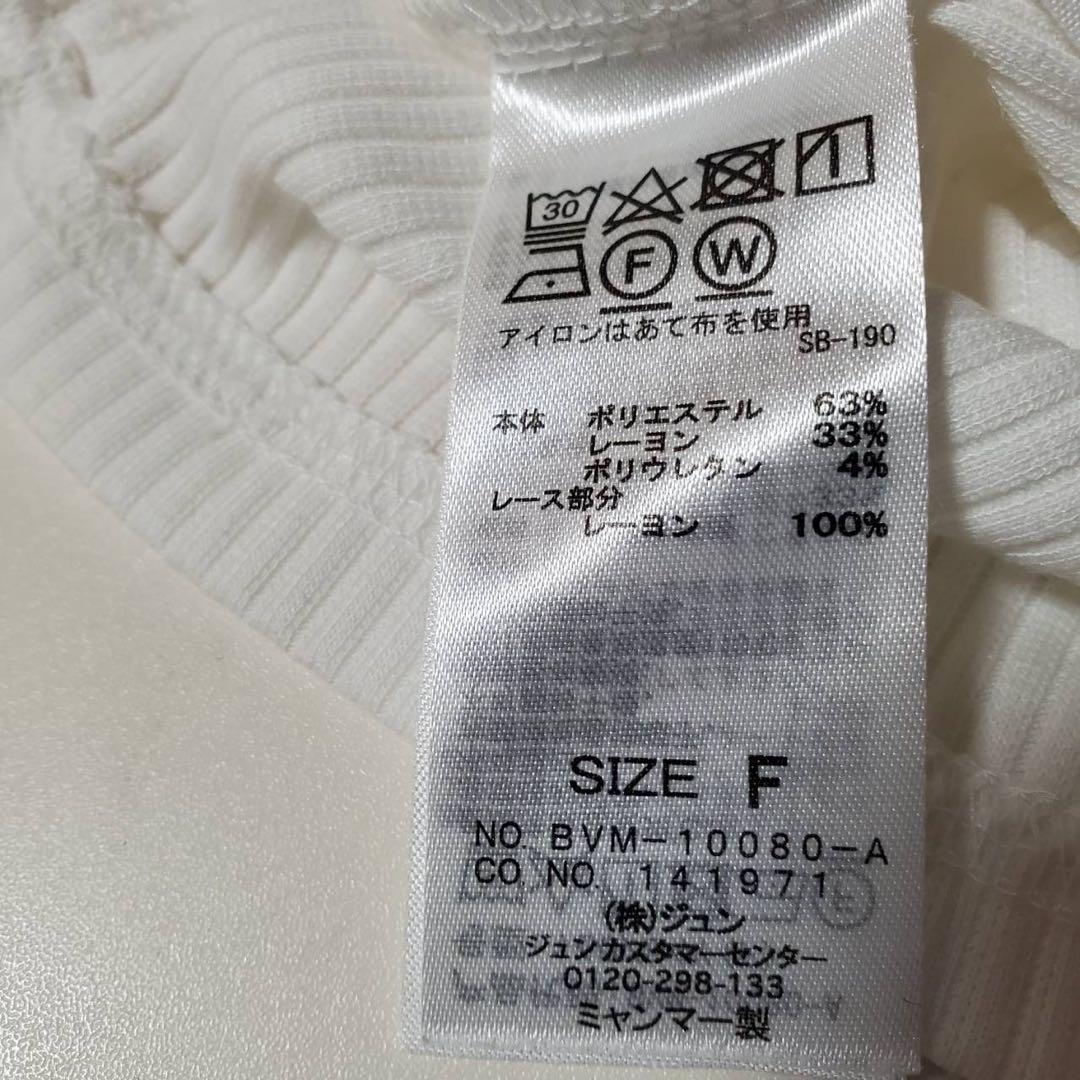 30
F W
アイロンはあて布を使用
SB-190
本体 ポリエステル 63%
レーヨン 33%
ポリウレタン 4%
レース部分
レーヨン 100%
SIZE F
NO. BVM-10080-A
CO. NO. 141971
(株)ジュン
ジュンカスタマーセンター
0120-298-133
ミャンマー製